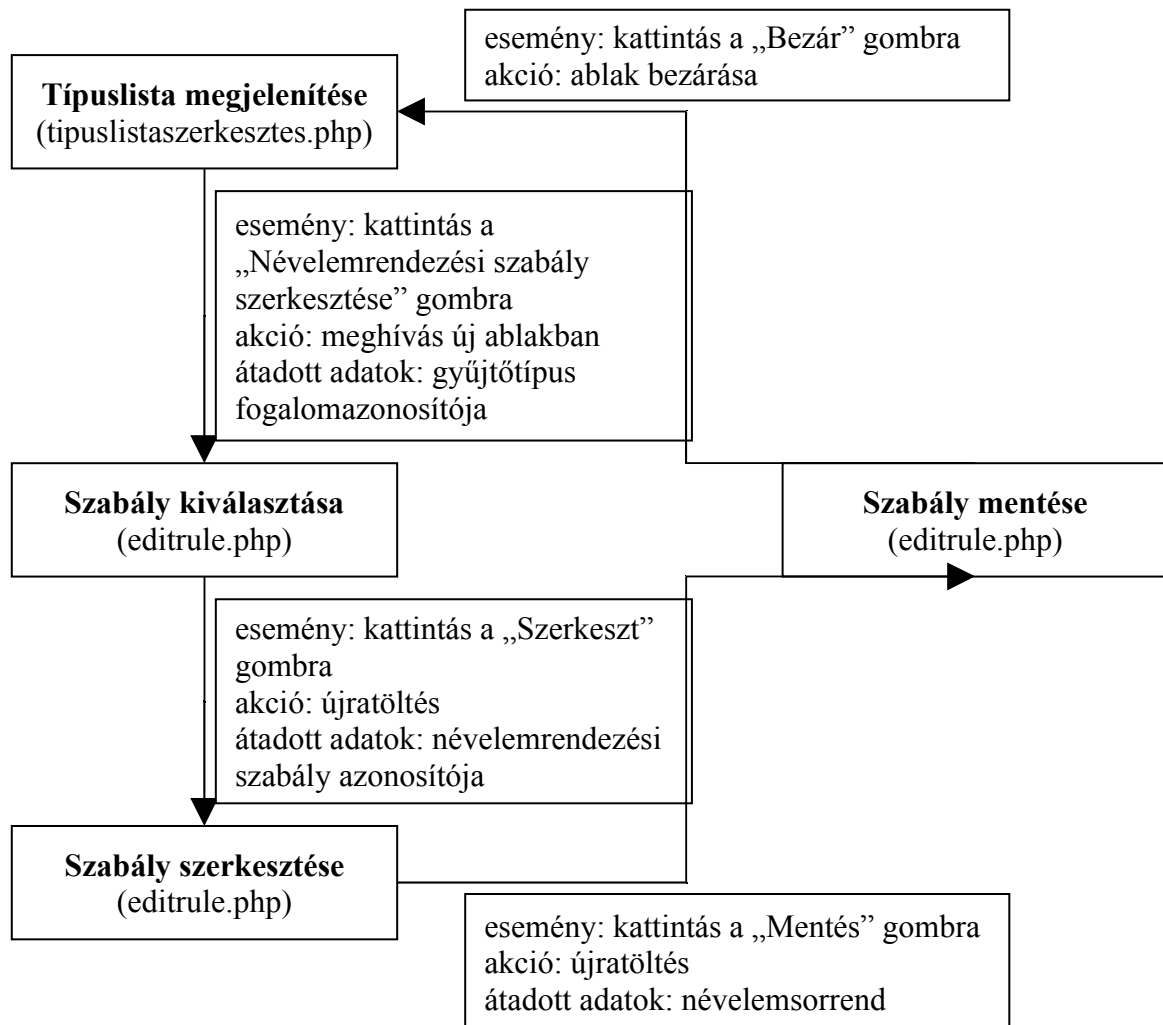 esemény: kattintás a „Bezár” gombra
akció: ablak bezárása
Típuslista megjelenítése
(tipuslistaszerkesztes.php)
esemény: kattintás a
„Névelemrendezési szabály
szerkesztése” gombra
akció: meghívás új ablakban
átadott adatok: gyűjtőtípus
fogalomazonosítója
Szabály kiválasztása
(editrule.php)
Szabály mentése
(editrule.php)
esemény: kattintás a „Szerkeszt”
gombra
akció: újratöltés
átadott adatok: névelemrendezési
szabály azonosítója
Szabály szerkesztése
(editrule.php)
esemény: kattintás a „Mentés” gombra
akció: újratöltés
átadott adatok: névelemsorrend